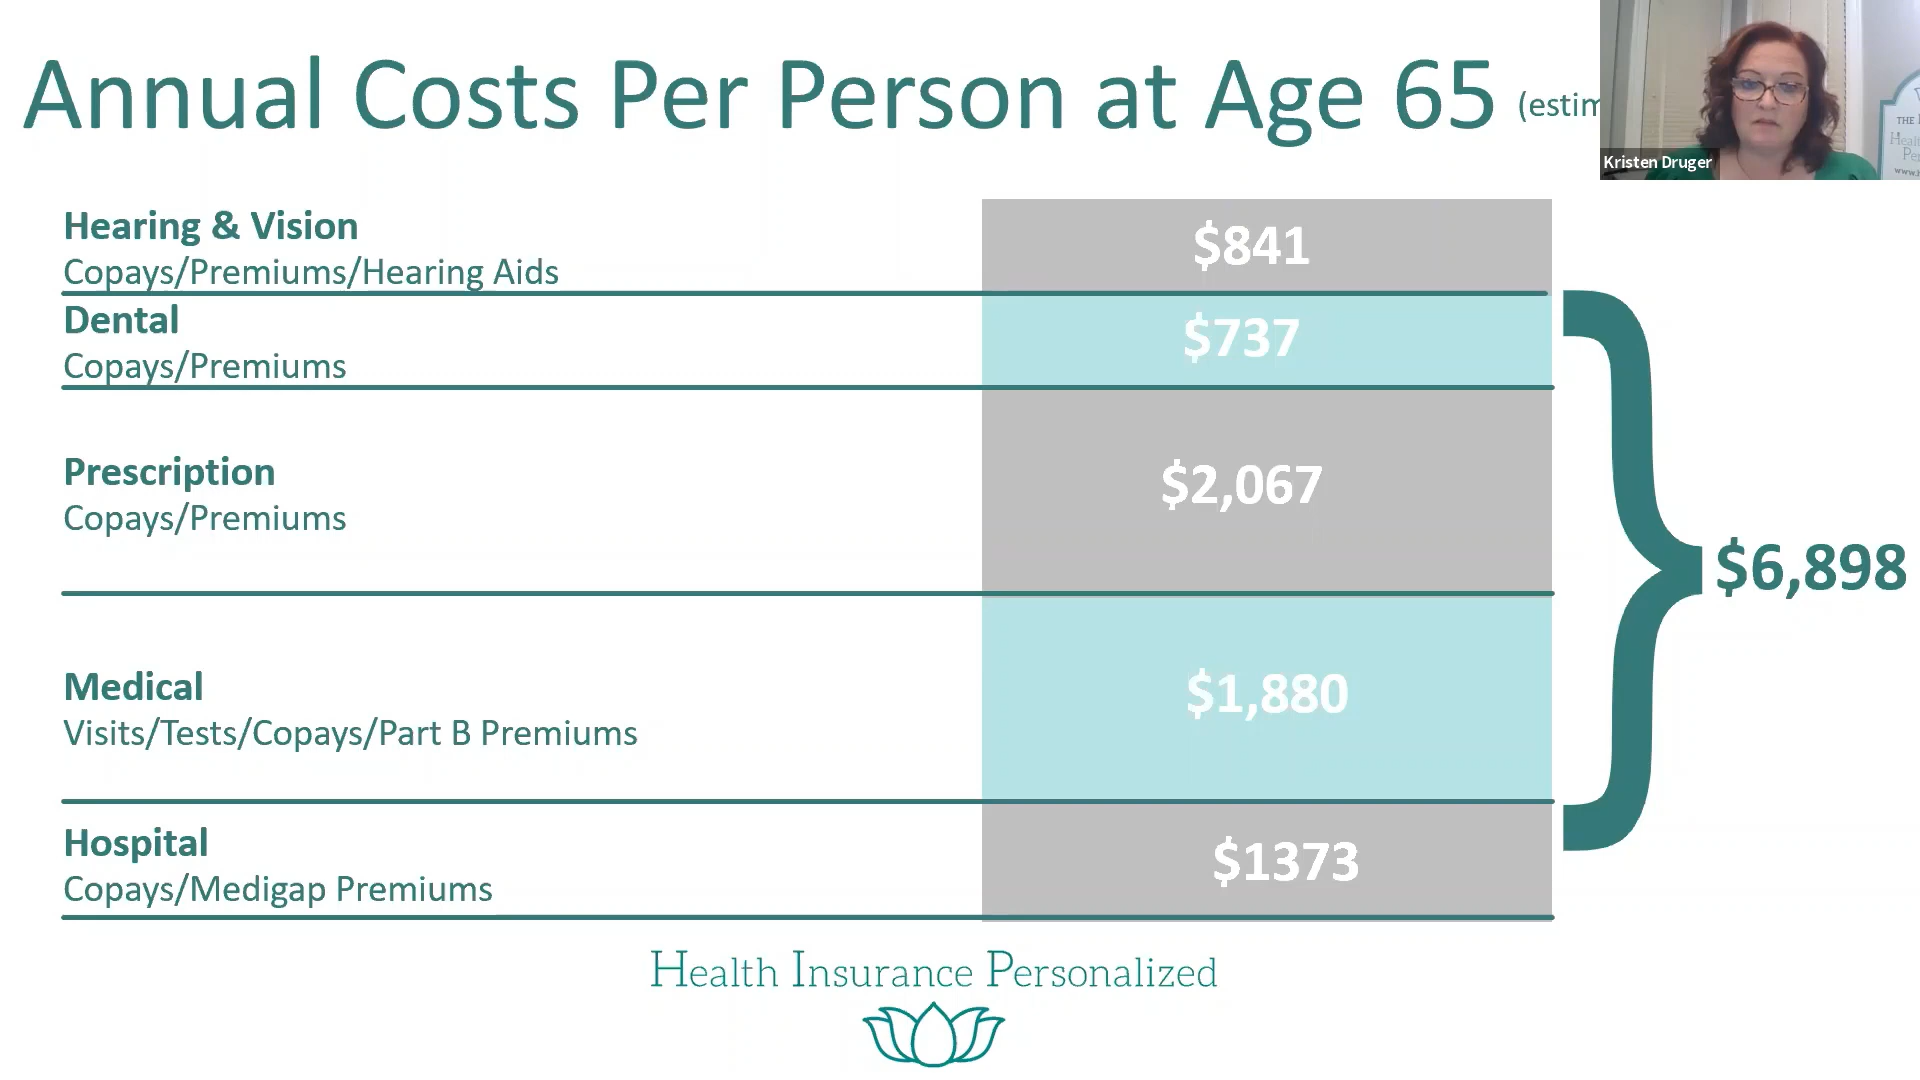 Annual Costs Per Person at Age 65 (estim
Kristen Druger
THE
Hearing & Vision
Copays/Premiums/Hearing Aids
$841
Dental
Copays/Premiums
$737
Prescription
Copays/Premiums
$2,067
$6,898
Medical
Visits/Tests/Copays/Part B Premiums
$1,880
Hospital
Copays/Medigap Premiums
$1373
Health Insurance Personalized